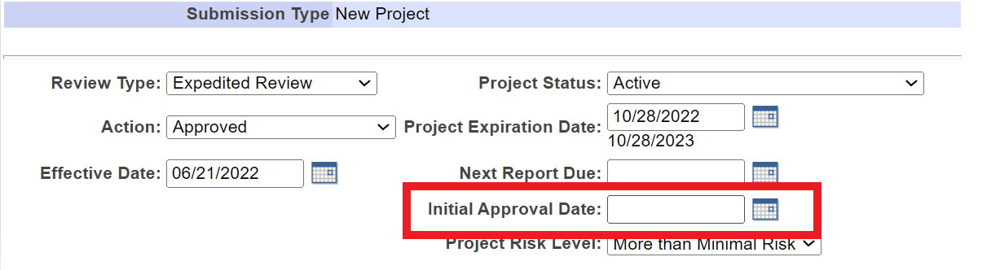 Submission Type New Project
Review Type: Expedited Review Project Status: Active
Action: Approved Project Expiration Date: 10/28/2022
10/28/2023
Effective Date: 06/21/2022 Next Report Due:
Initial Approval Date:
Project Risk Level: More than Minimal Risk